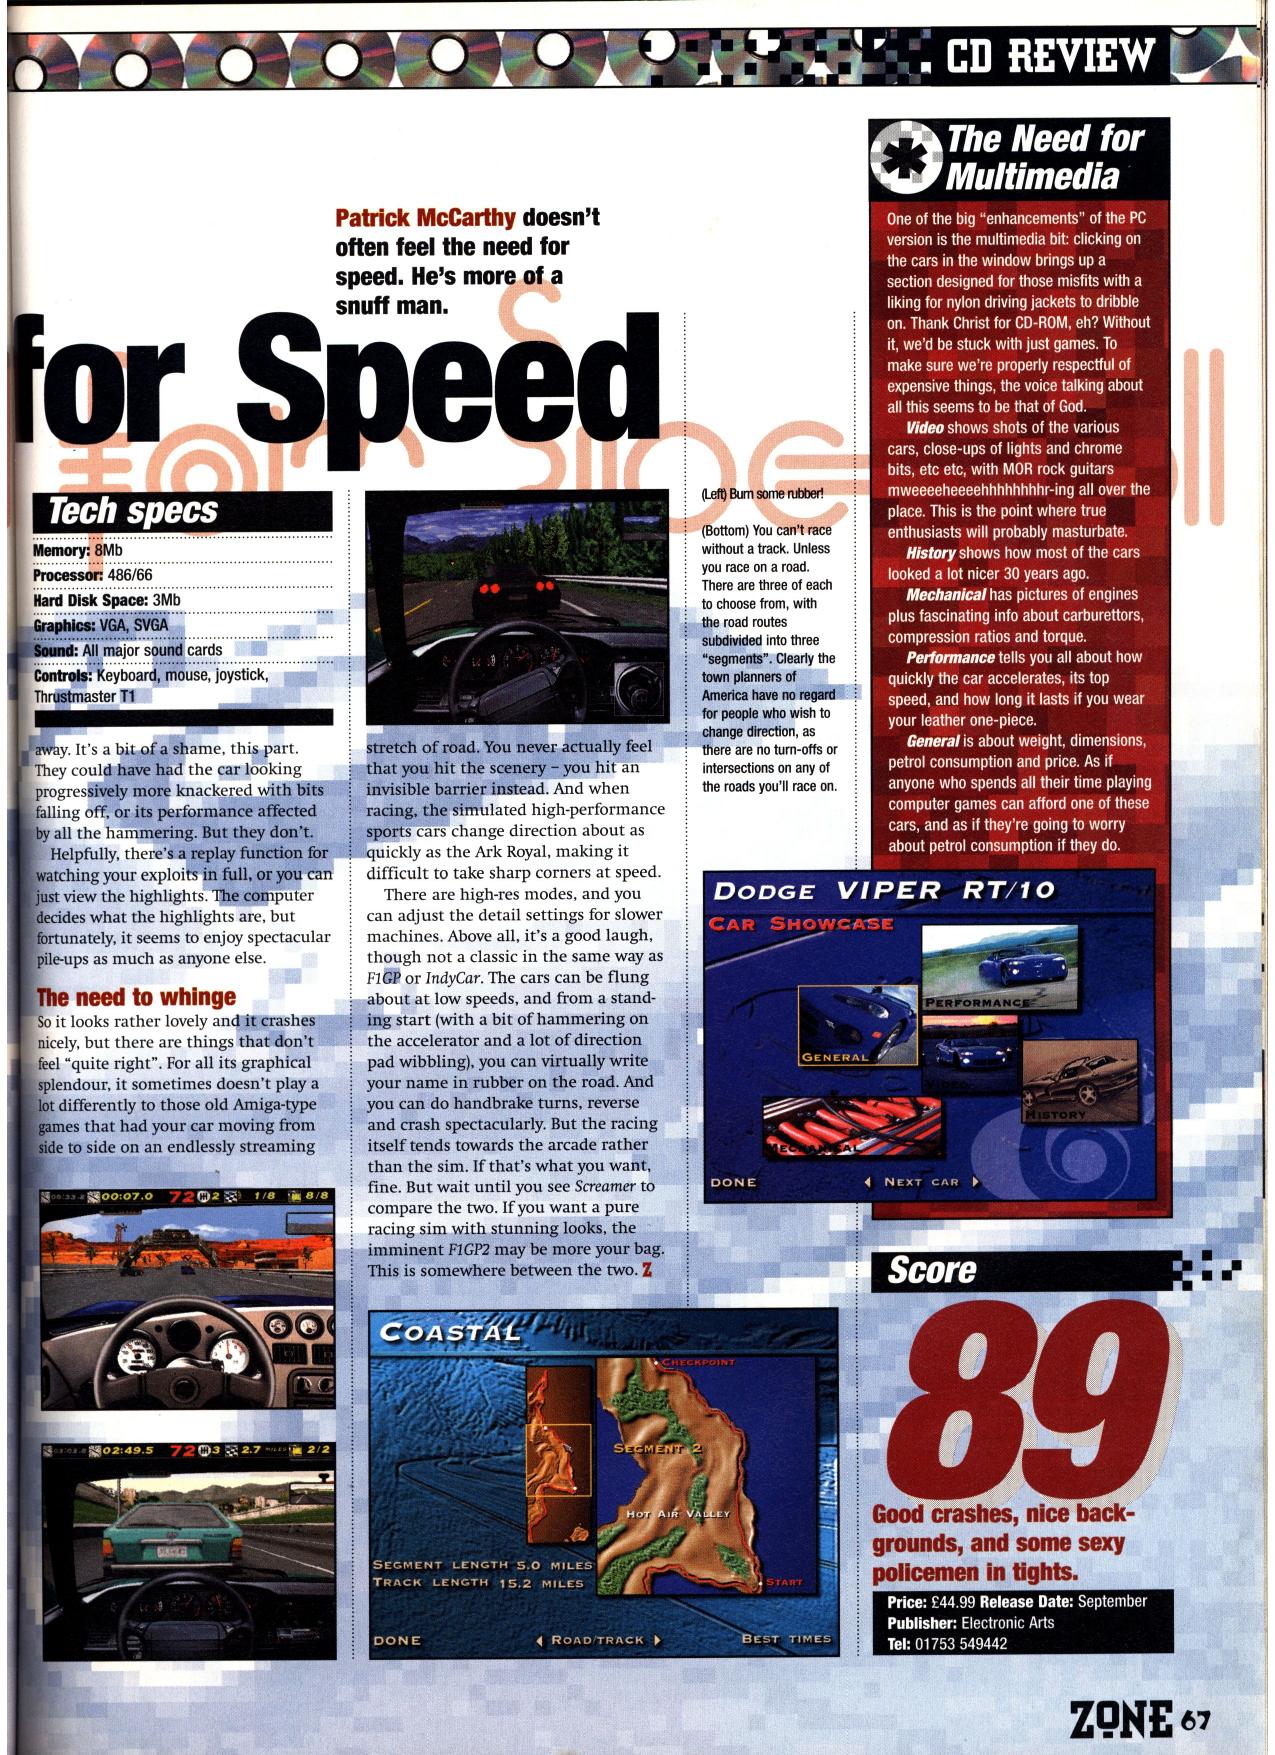 CD REVIEW
Patrick McCarthy doesn't
often feel the need for
speed. He's more of a
snuff man.
for Speed
Tech specs
Memory: 8Mb
Processor: 486/66
Hard Disk Space: 3Mb
Graphics: VGA, SVGA
Sound: All major sound cards
Controls: Keyboard, mouse, joystick,
Thrustmaster T1
away. It's a bit of a shame, this part.
They could have had the car looking
progressively more knackered with bits
falling off, or its performance affected
by all the hammering. But they don't.
Helpfully, there's a replay function for
watching your exploits in full, or you can
just view the highlights. The computer
decides what the highlights are, but
fortunately, it seems to enjoy spectacular
pile-ups as much as anyone else.
The need to whinge
So it looks rather lovely and it crashes
nicely, but there are things that don't
feel "quite right". For all its graphical
splendour, it sometimes doesn't play a
lot differently to those old Amiga-type
games that had your car moving from
side to side on an endlessly streaming
00:07.0 72 2 1/8 8/8
02:49.5 72 3 2.7 MILES 2/2
stretch of road. You never actually feel
that you hit the scenery – you hit an
invisible barrier instead. And when
racing, the simulated high-performance
sports cars change direction about as
quickly as the Ark Royal, making it
difficult to take sharp corners at speed.
There are high-res modes, and you
can adjust the detail settings for slower
machines. Above all, it's a good laugh,
though not a classic in the same way as
F1GP or IndyCar. The cars can be flung
about at low speeds, and from a stand-
ing start (with a bit of hammering on
the accelerator and a lot of direction
pad wibbling), you can virtually write
your name in rubber on the road. And
you can do handbrake turns, reverse
and crash spectacularly. But the racing
itself tends towards the arcade rather
than the sim. If that's what you want,
fine. But wait until you see Screamer to
compare the two. If you want a pure
racing sim with stunning looks, the
imminent F1GP2 may be more your bag.
This is somewhere between the two. Z
COASTAL
CHECKPOINT
SEGMENT 2
HOT AIR VALLEY
START
SEGMENT LENGTH 5.0 MILES
TRACK LENGTH 15.2 MILES
DONE
ROAD/TRACK
BEST TIMES
(Left) Burn some rubber!
(Bottom) You can't race
without a track. Unless
you race on a road.
There are three of each
to choose from, with
the road routes
subdivided into three
"segments". Clearly the
town planners of
America have no regard
for people who wish to
change direction, as
there are no turn-offs or
intersections on any of
the roads you'll race on.
The Need for
Multimedia
One of the big "enhancements" of the PC
version is the multimedia bit: clicking on
the cars in the window brings up a
section designed for those misfits with a
liking for nylon driving jackets to dribble
on. Thank Christ for CD-ROM, eh? Without
it, we'd be stuck with just games. To
make sure we're properly respectful of
expensive things, the voice talking about
all this seems to be that of God.
Video shows shots of the various
cars, close-ups of lights and chrome
bits, etc etc, with MOR rock guitars
mweeeeheeeehhhhhhhhr-ing all over the
place. This is the point where true
enthusiasts will probably masturbate.
History shows how most of the cars
looked a lot nicer 30 years ago.
Mechanical has pictures of engines
plus fascinating info about carburettors,
compression ratios and torque.
Performance tells you all about how
quickly the car accelerates, its top
speed, and how long it lasts if you wear
your leather one-piece.
General is about weight, dimensions,
petrol consumption and price. As if
anyone who spends all their time playing
computer games can afford one of these
cars, and as if they're going to worry
about petrol consumption if they do.
DODGE VIPER RT/10
CAR SHOWCASE
PERFORMANCE
GENERAL
VIDEO
HISTORY
MECHANICAL
DONE
NEXT CAR
Score
89
Good crashes, nice back-
grounds, and some sexy
policemen in tights.
Price: £44.99 Release Date: September
Publisher: Electronic Arts
Tel: 01753 549442
ZONE 67